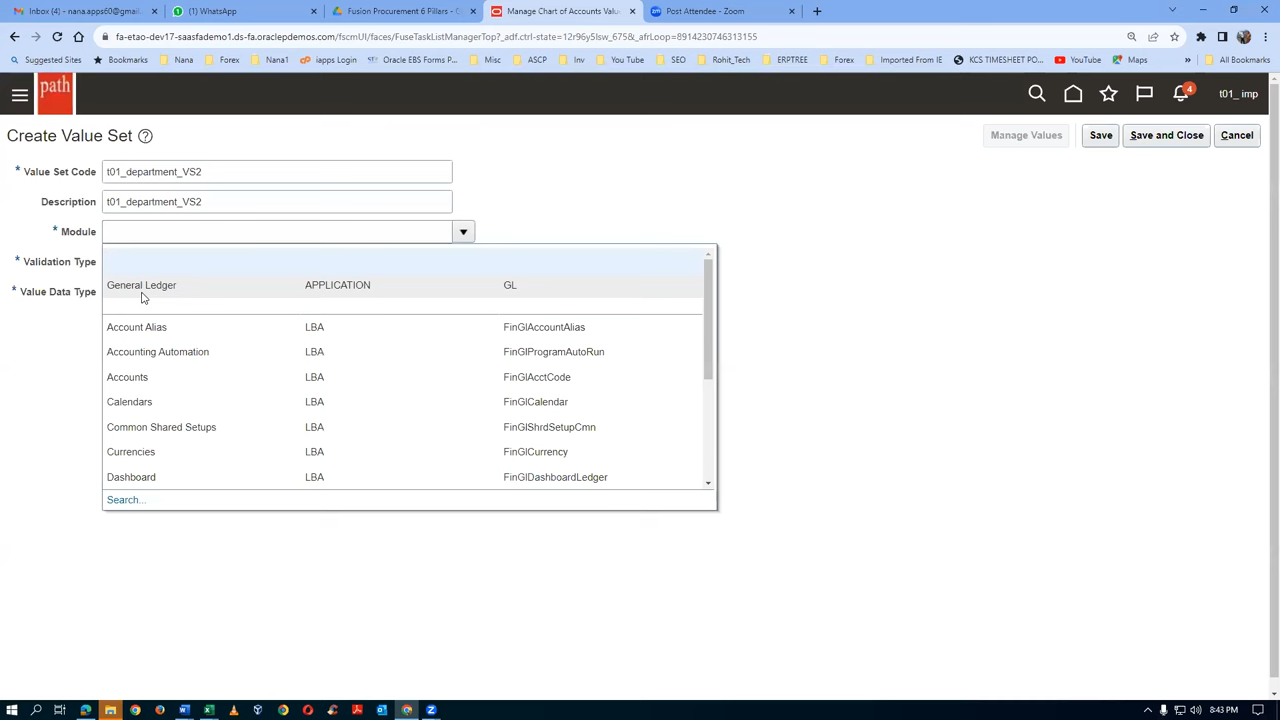 Inbox (4) - nana.apps60@gmail.c
(1) WhatsApp
Fusion Procurement 6 Pillars - C
Manage Chart of Accounts Valu
Post Attendee - Zoom
fa-etao-dev17-saasfademo1.ds-fa.oraclepdemos.com/fscmUI/faces/FuseTaskListManagerTop?_adf.ctrl-state=12r96y5lsw_675&_afrLoop=8914230746313155
Suggested Sites
Bookmarks
Nana
Forex
Nana1
iapps Login
Oracle EBS Forms P...
Misc
ASCP
Inv
You Tube
SEO
Rohit_Tech
ERPTREE
Forex
Imported From IE
KCS TIMESHEET PO...
YouTube
Maps
»
All Bookmarks
path
4
t01_ imp
Create Value Set ?
Manage Values
Save
Save and Close
Cancel
* Value Set Code t01_department_VS2
Description t01_department_VS2
* Module
* Validation Type
* Value Data Type
General Ledger APPLICATION GL
Account Alias LBA FinGlAccountAlias
Accounting Automation LBA FinGlProgramAutoRun
Accounts LBA FinGlAcctCode
Calendars LBA FinGlCalendar
Common Shared Setups LBA FinGlShrdSetupCmn
Currencies LBA FinGlCurrency
Dashboard LBA FinGlDashboardLedger
Search...
8:43 PM